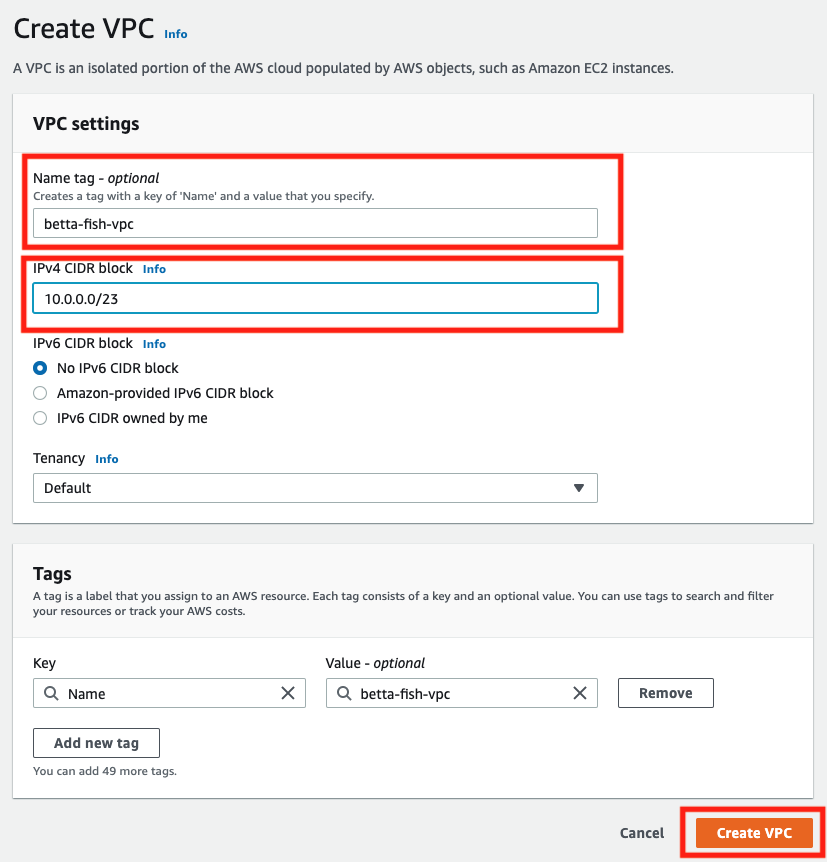 Create VPC Info
A VPC is an isolated portion of the AWS cloud populated by AWS objects, such as Amazon EC2 instances.
VPC settings
Name tag - optional
Creates a tag with a key of 'Name' and a value that you specify.
betta-fish-vpc
IPv4 CIDR block Info
10.0.0.0/23
IPv6 CIDR block Info
No IPv6 CIDR block
Amazon-provided IPv6 CIDR block
IPv6 CIDR owned by me
Tenancy Info
Default
Tags
A tag is a label that you assign to an AWS resource. Each tag consists of a key and an optional value. You can use tags to search and filter
your resources or track your AWS costs.
Key Value - optional
Name betta-fish-vpc Remove
Add new tag
You can add 49 more tags.
Cancel Create VPC